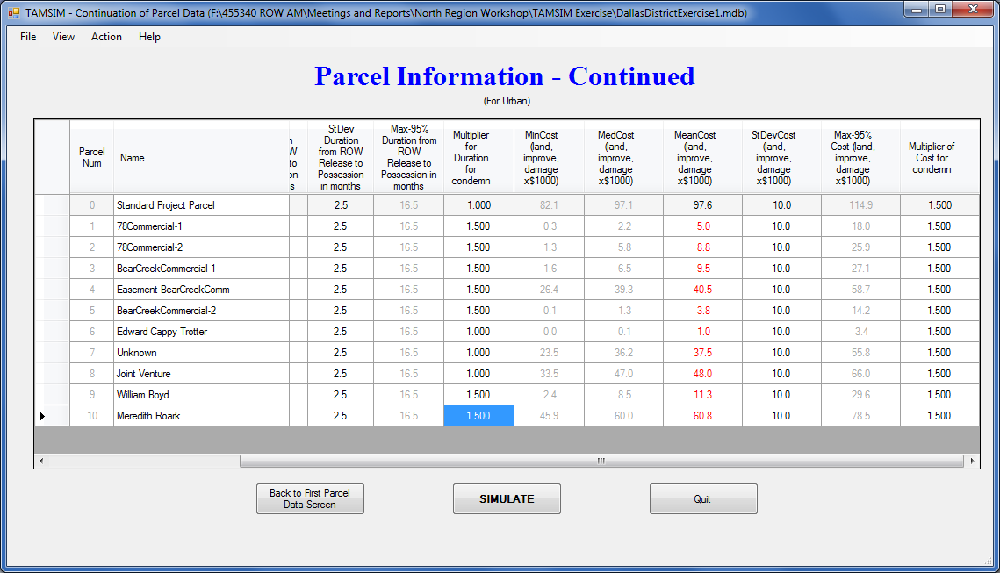 TAMSIM - Continuation of Parcel Data (F:\455340 ROW AM\Meetings and Reports\North Region Workshop\TAMSIM Exercise\DallasDistrictExercise1.mdb)
File View Action Help
Parcel Information - Continued
(For Urban)
Parcel
Num
Name
W
to
on
s
StDev
Duration
from ROW
Release to
Possession
in months
Max-95%
Duration from
ROW
Release to
Possession in
months
Multiplier
for
Duration
for
condemn
MinCost
(land,
improve,
damage
x$1000)
MedCost
(land,
improve,
damage
x$1000)
MeanCost
(land,
improve,
damage
x$1000)
StDevCost
(land,
improve,
damage
x$1000)
Max-95%
Cost (land,
improve,
damage
x$1000)
Multiplier of
Cost for
condemn
0 Standard Project Parcel 2.5 16.5 1.000 82.1 97.1 97.6 10.0 114.9 1.500
1 78Commercial-1 2.5 16.5 1.500 0.3 2.2 5.0 10.0 18.0 1.500
2 78Commercial-2 2.5 16.5 1.500 1.3 5.8 8.8 10.0 25.9 1.500
3 BearCreekCommercial-1 2.5 16.5 1.500 1.6 6.5 9.5 10.0 27.1 1.500
4 Easement-BearCreekComm 2.5 16.5 1.500 26.4 39.3 40.5 10.0 58.7 1.500
5 BearCreekCommercial-2 2.5 16.5 1.500 0.1 1.3 3.8 10.0 14.2 1.500
6 Edward Cappy Trotter 2.5 16.5 1.000 0.0 0.1 1.0 10.0 3.4 1.500
7 Unknown 2.5 16.5 1.000 23.5 36.2 37.5 10.0 55.8 1.500
8 Joint Venture 2.5 16.5 1.000 33.5 47.0 48.0 10.0 66.0 1.500
9 William Boyd 2.5 16.5 1.500 2.4 8.5 11.3 10.0 29.6 1.500
10 Meredith Roark 2.5 16.5 1.500 45.9 60.0 60.8 10.0 78.5 1.500
Back to First Parcel
Data Screen
SIMULATE
Quit